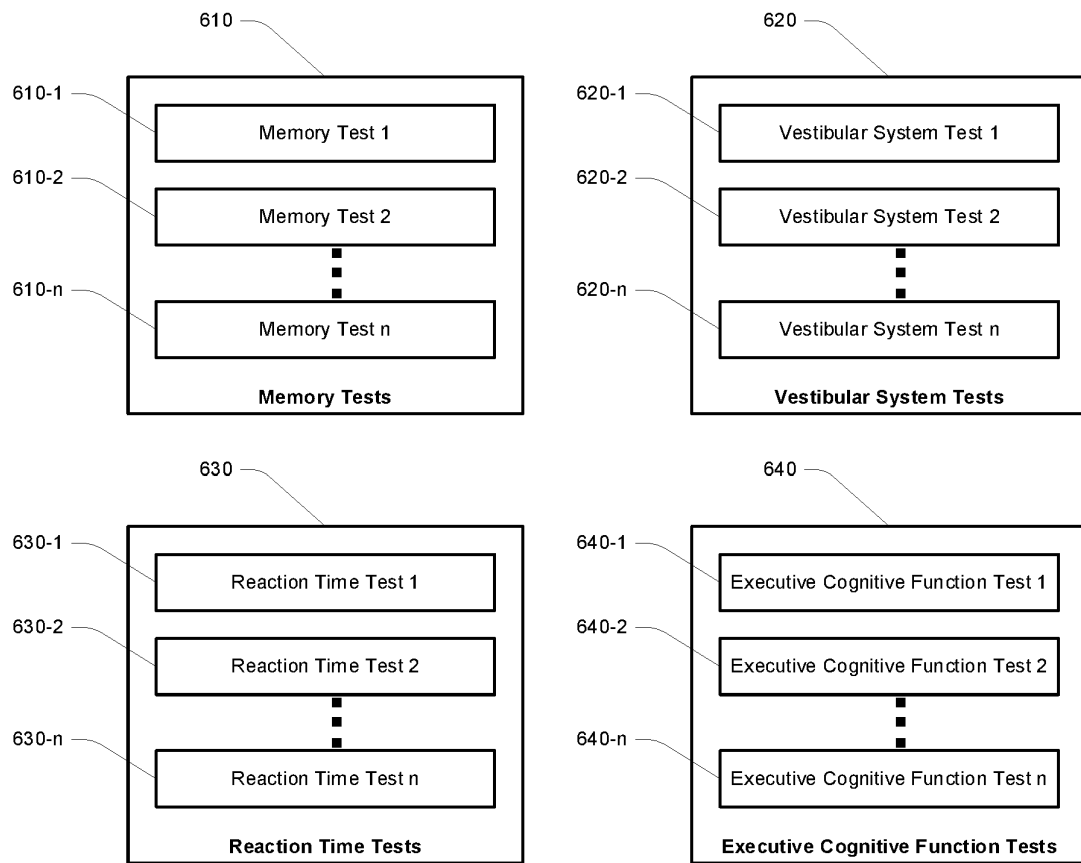 610
610-1
Memory Test 1
610-2
Memory Test 2
610-n
Memory Test n
Memory Tests
620
620-1
Vestibular System Test 1
620-2
Vestibular System Test 2
620-n
Vestibular System Test n
Vestibular System Tests
630
630-1
Reaction Time Test 1
630-2
Reaction Time Test 2
630-n
Reaction Time Test n
Reaction Time Tests
640
640-1
Executive Cognitive Function Test 1
640-2
Executive Cognitive Function Test 2
640-n
Executive Cognitive Function Test n
Executive Cognitive Function Tests